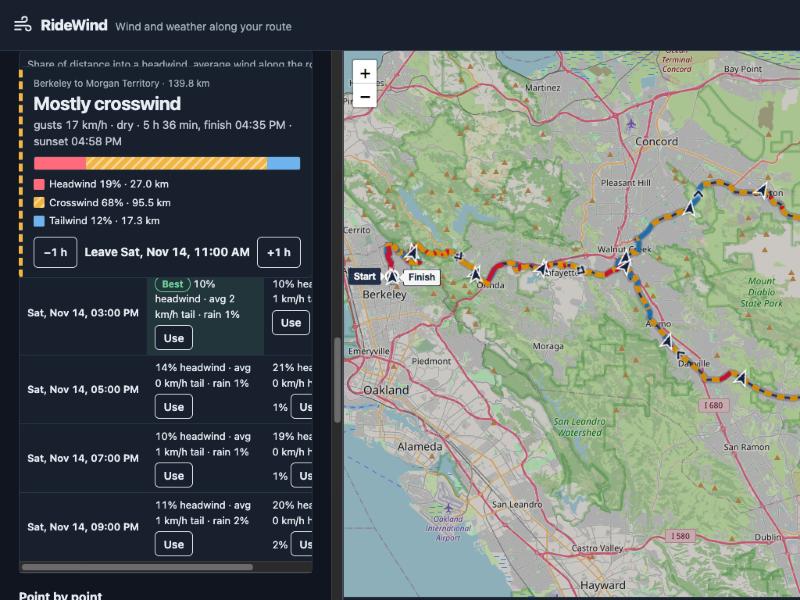 RideWind Wind and weather along your route
Share of distance into a headwind, average wind along the
Berkeley to Morgan Territory · 139.8 km
Mostly crosswind
gusts 17 km/h · dry · 5 h 36 min, finish 04:35 PM ·
sunset 04:58 PM
Headwind 19% · 27.0 km
Crosswind 68% · 95.5 km
Tailwind 12% · 17.3 km
−1 h Leave Sat, Nov 14, 11:00 AM +1 h
Sat, Nov 14, 03:00 PM
Best 10%
headwind · avg 2
km/h tail · rain 1%
Use
10%
1 km/h
Use
Sat, Nov 14, 05:00 PM
14% headwind · avg
0 km/h tail · rain 1%
Use
21%
0 km/h
1%
Sat, Nov 14, 07:00 PM
10% headwind · avg
1 km/h tail · rain 1%
Use
19%
1 km/h
1%
Sat, Nov 14, 09:00 PM
11% headwind · avg
1 km/h tail · rain 2%
Use
20%
0 km/h
2%
Point by point
+
−
Martinez
Bay Point
Terminal
Concord
Concord
Pleasant Hill
Cerrito
Walnut Creek
Start
Finish
Berkeley
Orinda
Lafayette
Mount
Diablo
State Park
Moraga
Alamo
Danville
Emeryville
Piedmont
Oakland
I 680
San Leandro
Watershed
San Ramon
Alameda
San Leandro
Oakland
International
Airport
I 580
Dublin
Castro Valley
Hayward